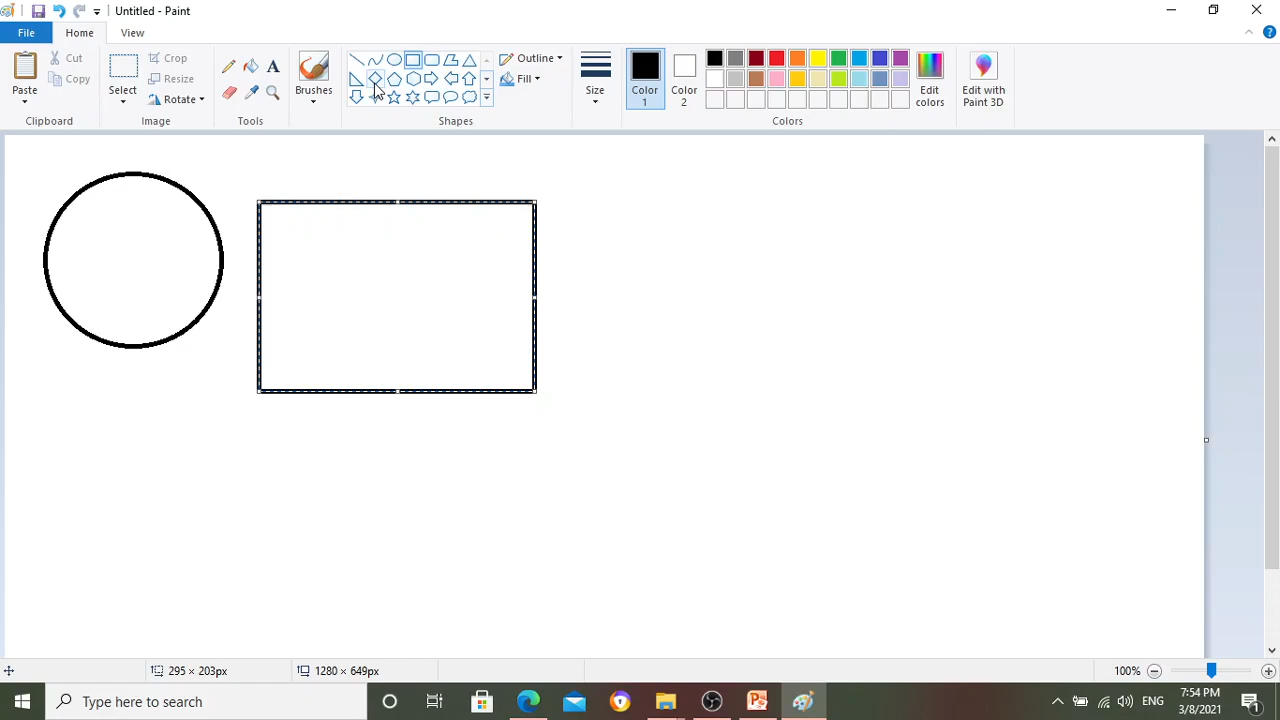 Untitled - Paint
File
Home
View
Paste
Cut
Copy
Clipboard
Select
Crop
Resize
Rotate
Image
Tools
Brushes
Shapes
Outline
Fill
Size
Color 1
Color 2
Edit colors
Colors
Edit with Paint 3D
295 × 203px
1280 × 649px
100%
Type here to search
ENG
7:54 PM
3/8/2021
1